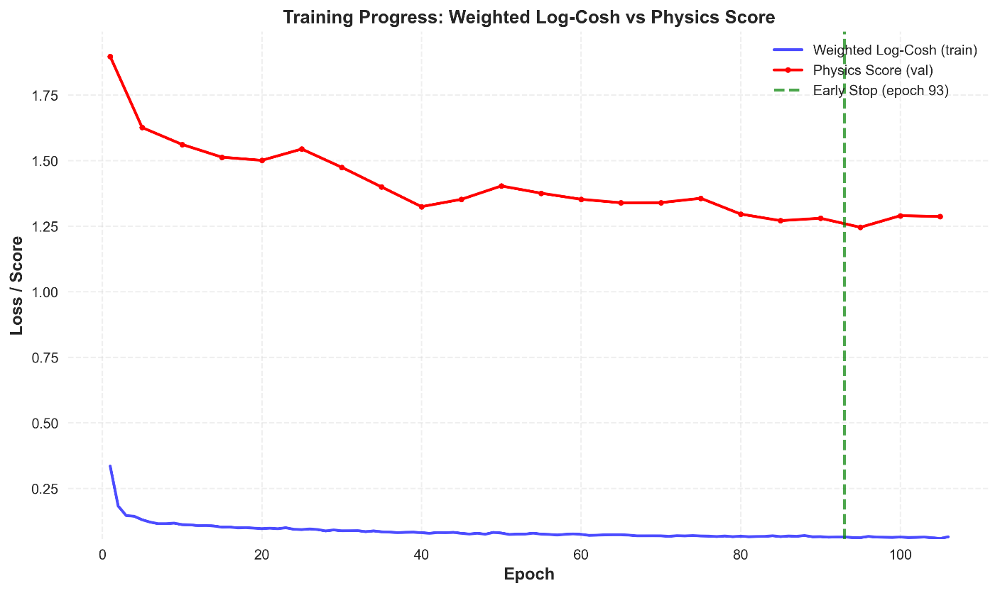 Training Progress: Weighted Log-Cosh vs Physics Score
Weighted Log-Cosh (train)
Physics Score (val)
Early Stop (epoch 93)
Loss / Score
1.75
1.50
1.25
1.00
0.75
0.50
0.25
0 20 40 60 80 100
Epoch